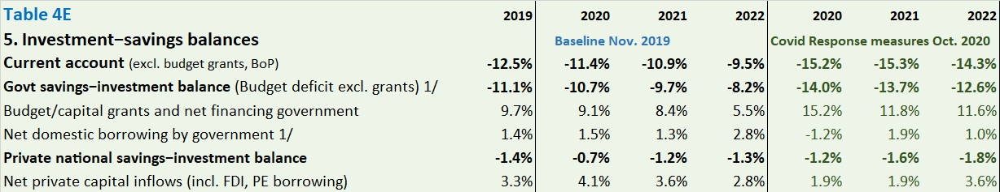 Table 4E 2019 2020 2021 2022 2020 2021 2022
5. Investment−savings balances Baseline Nov. 2019 Covid Response measures Oct. 2020
Current account (excl. budget grants, BoP) -12.5% -11.4% -10.9% -9.5% -15.2% -15.3% -14.3%
Govt savings−investment balance (Budget deficit excl. grants) 1/ -11.1% -10.7% -9.7% -8.2% -14.0% -13.7% -12.6%
Budget/capital grants and net financing government 9.7% 9.1% 8.4% 5.5% 15.2% 11.8% 11.6%
Net domestic borrowing by government 1/ 1.4% 1.5% 1.3% 2.8% -1.2% 1.9% 1.0%
Private national savings−investment balance -1.4% -0.7% -1.2% -1.3% -1.2% -1.6% -1.8%
Net private capital inflows (incl. FDI, PE borrowing) 3.3% 4.1% 3.6% 2.8% 1.9% 1.9% 3.6%